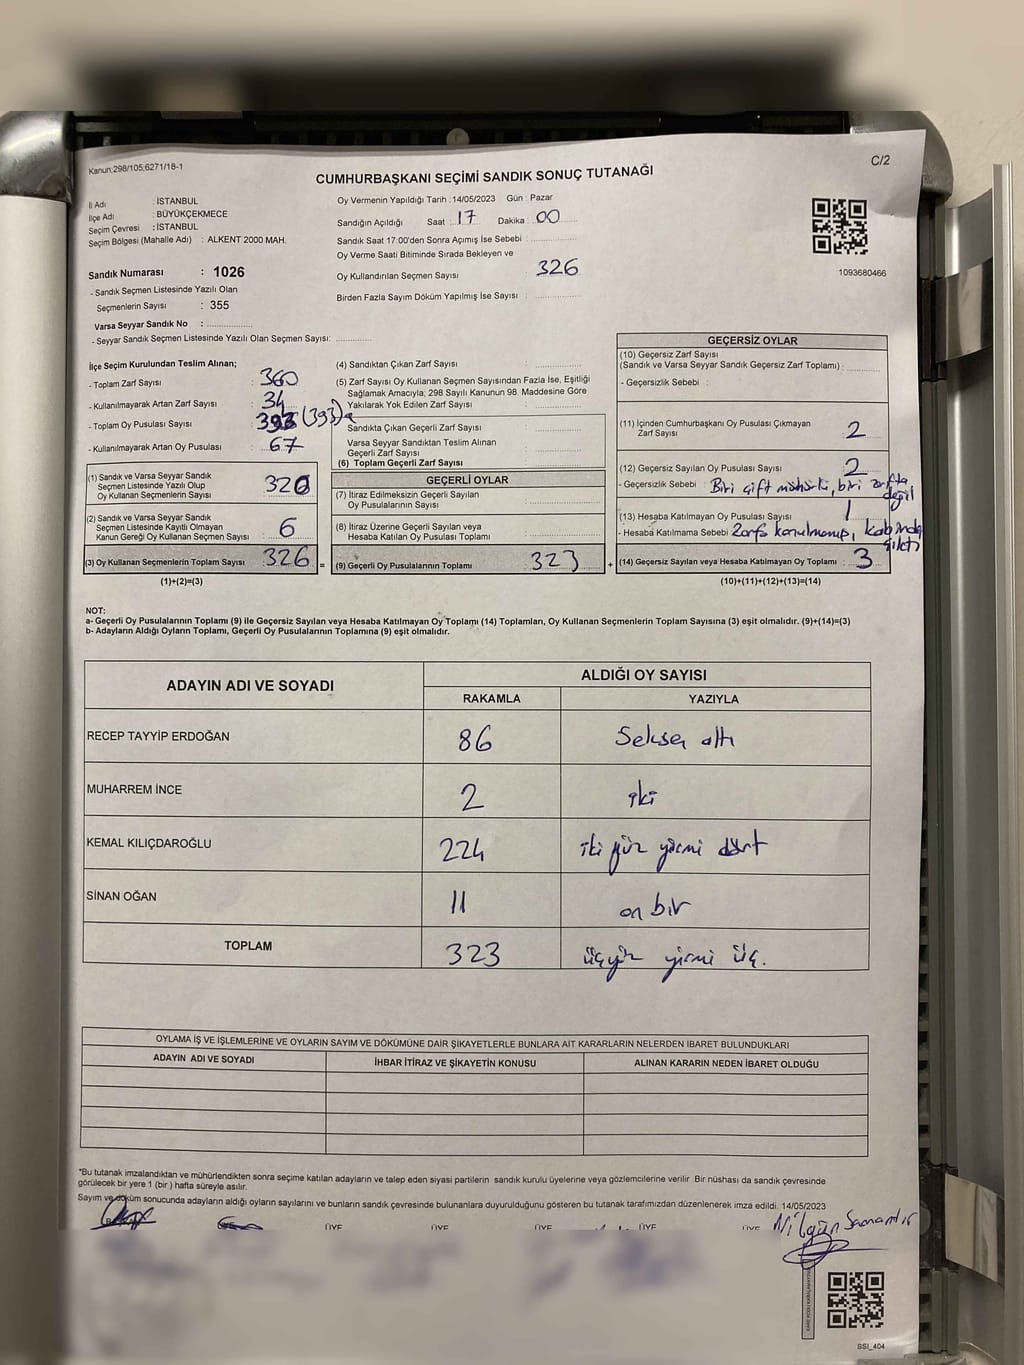 Kanun:298/105;6271/18-1
C/2
CUMHURBAŞKANI SEÇİMİ SANDIK SONUÇ TUTANAĞI
İl Adı : İSTANBUL
İlçe Adı : BÜYÜKÇEKMECE
Seçim Çevresi : İSTANBUL
Seçim Bölgesi (Mahalle Adı) : ALKENT 2000 MAH.
Sandık Numarası : 1026
- Sandık Seçmen Listesinde Yazılı Olan
Seçmenlerin Sayısı : 355
Varsa Seyyar Sandık No :
- Seyyar Sandık Seçmen Listesinde Yazılı Olan Seçmen Sayısı:
Oy Vermenin Yapıldığı Tarih :14/05/2023 Gün : Pazar
Sandığın Açıldığı Saat : 17 Dakika : 00
Sandık Saat 17:00'den Sonra Açımış İse Sebebi :
Oy Verme Saati Bitiminde Sırada Bekleyen ve
Oy Kullandırılan Seçmen Sayısı : 326
Birden Fazla Sayım Döküm Yapılmış İse Sayısı :
1093680466
İlçe Seçim Kurulundan Teslim Alınan;
- Toplam Zarf Sayısı : 360
- Kullanılmayarak Artan Zarf Sayısı : 34
- Toplam Oy Pusulası Sayısı : 393 (393)
- Kullanılmayarak Artan Oy Pusulası : 67
(1) Sandık ve Varsa Seyyar Sandık
Seçmen Listesinde Yazılı Olup
Oy Kullanan Seçmenlerin Sayısı : 320
(2) Sandık ve Varsa Seyyar Sandık
Seçmen Listesinde Kayıtlı Olmayan
Kanun Gereği Oy Kullanan Seçmen Sayısı : 6
(3) Oy Kullanan Seçmenlerin Toplam Sayısı : 326 =
(1)+(2)=(3)
(4) Sandıktan Çıkan Zarf Sayısı :
(5) Zarf Sayısı Oy Kullanan Seçmen Sayısından Fazla İse, Eşitliği
Sağlamak Amacıyla; 298 Sayılı Kanunun 98. Maddesine Göre
Yakılarak Yok Edilen Zarf Sayısı :
Sandıkta Çıkan Geçerli Zarf Sayısı :
Varsa Seyyar Sandıktan Teslim Alınan
Geçerli Zarf Sayısı :
(6) Toplam Geçerli Zarf Sayısı
GEÇERLİ OYLAR
(7) İtiraz Edilmeksizin Geçerli Sayılan
Oy Pusulalarının Sayısı :
(8) İtiraz Üzerine Geçerli Sayılan veya
Hesaba Katılan Oy Pusulaları Toplamı :
(9) Geçerli Oy Pusulalarının Toplamı : 323 +
GEÇERSİZ OYLAR
(10) Geçersiz Zarf Sayısı
(Sandık ve Varsa Seyyar Sandık Geçersiz Zarf Toplamı) :
- Geçersizlik Sebebi :
(11) İçinden Cumhurbaşkanı Oy Pusulası Çıkmayan
Zarf Sayısı : 2
(12) Geçersiz Sayılan Oy Pusulası Sayısı : 2
- Geçersizlik Sebebi : Biri çift mühürlü, biri zarfta
değil
(13) Hesaba Katılmayan Oy Pusulası Sayısı : 1
- Hesaba Katılmama Sebebi Zarfa konulmamış, kabinde
(14) Geçersiz Sayılan veya Hesaba Katılmayan Oy Toplamı : 3
(10)+(11)+(12)+(13)=(14)
NOT:
a- Geçerli Oy Pusulalarının Toplamı (9) ile Geçersiz Sayılan veya Hesaba Katılmayan Oy Toplamı (14) Toplamları, Oy Kullanan Seçmenlerin Toplam Sayısına (3) eşit olmalıdır. (9)+(14)=(3)
b- Adayların Aldığı Oyların Toplamı, Geçerli Oy Pusulalarının Toplamına (9) eşit olmalıdır.
ADAYIN ADI VE SOYADI ALDIĞI OY SAYISI
RAKAMLA YAZIYLA
RECEP TAYYİP ERDOĞAN 86 Seksen altı
MUHARREM İNCE 2 iki
KEMAL KILIÇDAROĞLU 224 iki yüz yirmi dört
SİNAN OĞAN 11 on bir
TOPLAM 323 üçyüz yirmi üç.
OYLAMA İŞ VE İŞLEMLERİNE VE OYLARIN SAYIM VE DÖKÜMÜNE DAİR ŞİKAYETLERLE BUNLARA AİT KARARLARIN NELERDEN İBARET BULUNDUKLARI
ADAYIN ADI VE SOYADI İHBAR İTİRAZ VE ŞİKAYETİN KONUSU ALINAN KARARIN NEDEN İBARET OLDUĞU
*Bu tutanak imzalandıktan ve mühürlendikten sonra seçime katılan adayların ve talep eden siyasi partilerin sandık kurulu üyelerine veya gözlemcilerine verilir. Bir nüshası da sandık çevresinde
görülecek bir yere 1 (bir) hafta süreyle asılır.
Sayım ve döküm sonucunda adayların aldığı oyların sayılarını ve bunların sandık çevresinde bulunanlara duyurulduğunu gösteren bu tutanak tarafımızdan düzenlenerek imza edildi. 14/05/2023
ÜYE ÜYE ÜYE ÜYE ÜYE Nilgün
SSI_404